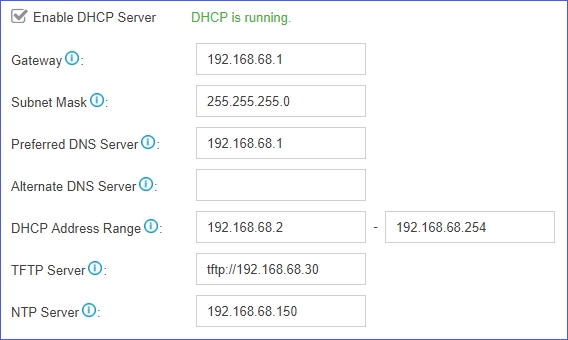 Enable DHCP Server DHCP is running.
Gateway : 192.168.68.1
Subnet Mask : 255.255.255.0
Preferred DNS Server : 192.168.68.1
Alternate DNS Server :
DHCP Address Range : 192.168.68.2 - 192.168.68.254
TFTP Server : tftp://192.168.68.30
NTP Server : 192.168.68.150